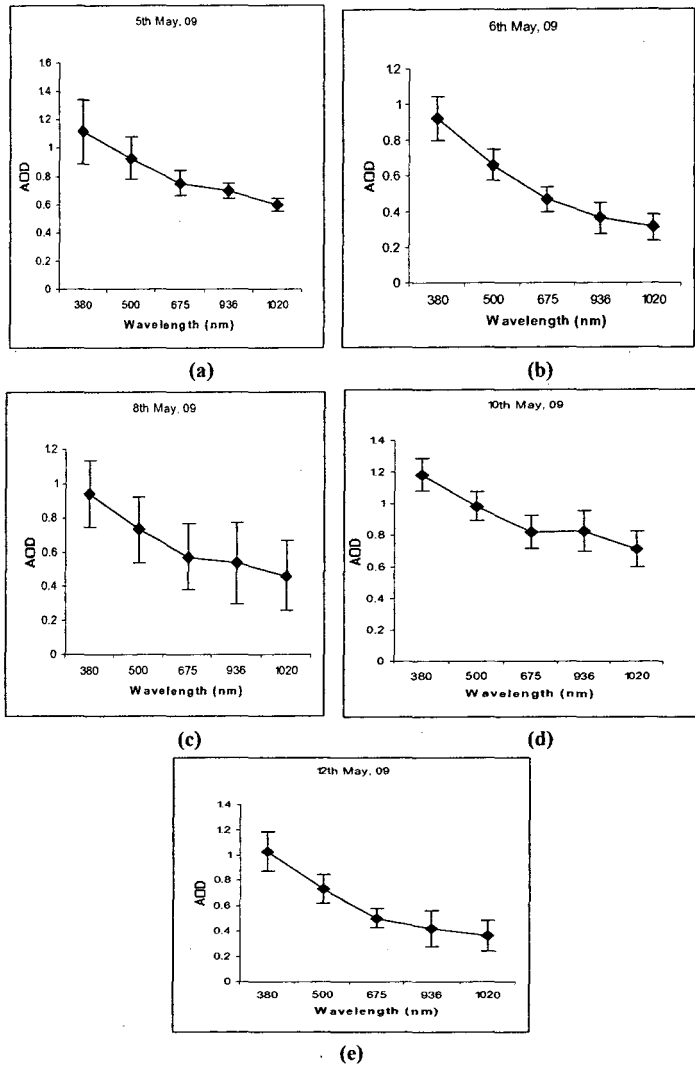 5th May, 09
1.6
1.4
1.2
1
0.8
0.6
0.4
0.2
0
AOD
380 500 675 936 1020
Wavelength (nm)
(a)
6th May, 09
1.2
1
0.8
0.6
0.4
0.2
0
AOD
380 500 675 936 1020
Wavelength (nm)
(b)
8th May, 09
1.2
1
0.8
0.6
0.4
0.2
0
AOD
380 500 675 936 1020
Wavelength (nm)
(c)
10th May, 09
1.4
1.2
1
0.8
0.6
0.4
0.2
0
AOD
380 500 675 936 1020
Wavelength (nm)
(d)
12th May, 09
1.4
1.2
1
0.8
0.6
0.4
0.2
0
AOD
380 500 675 936 1020
Wavelength (nm)
(e)